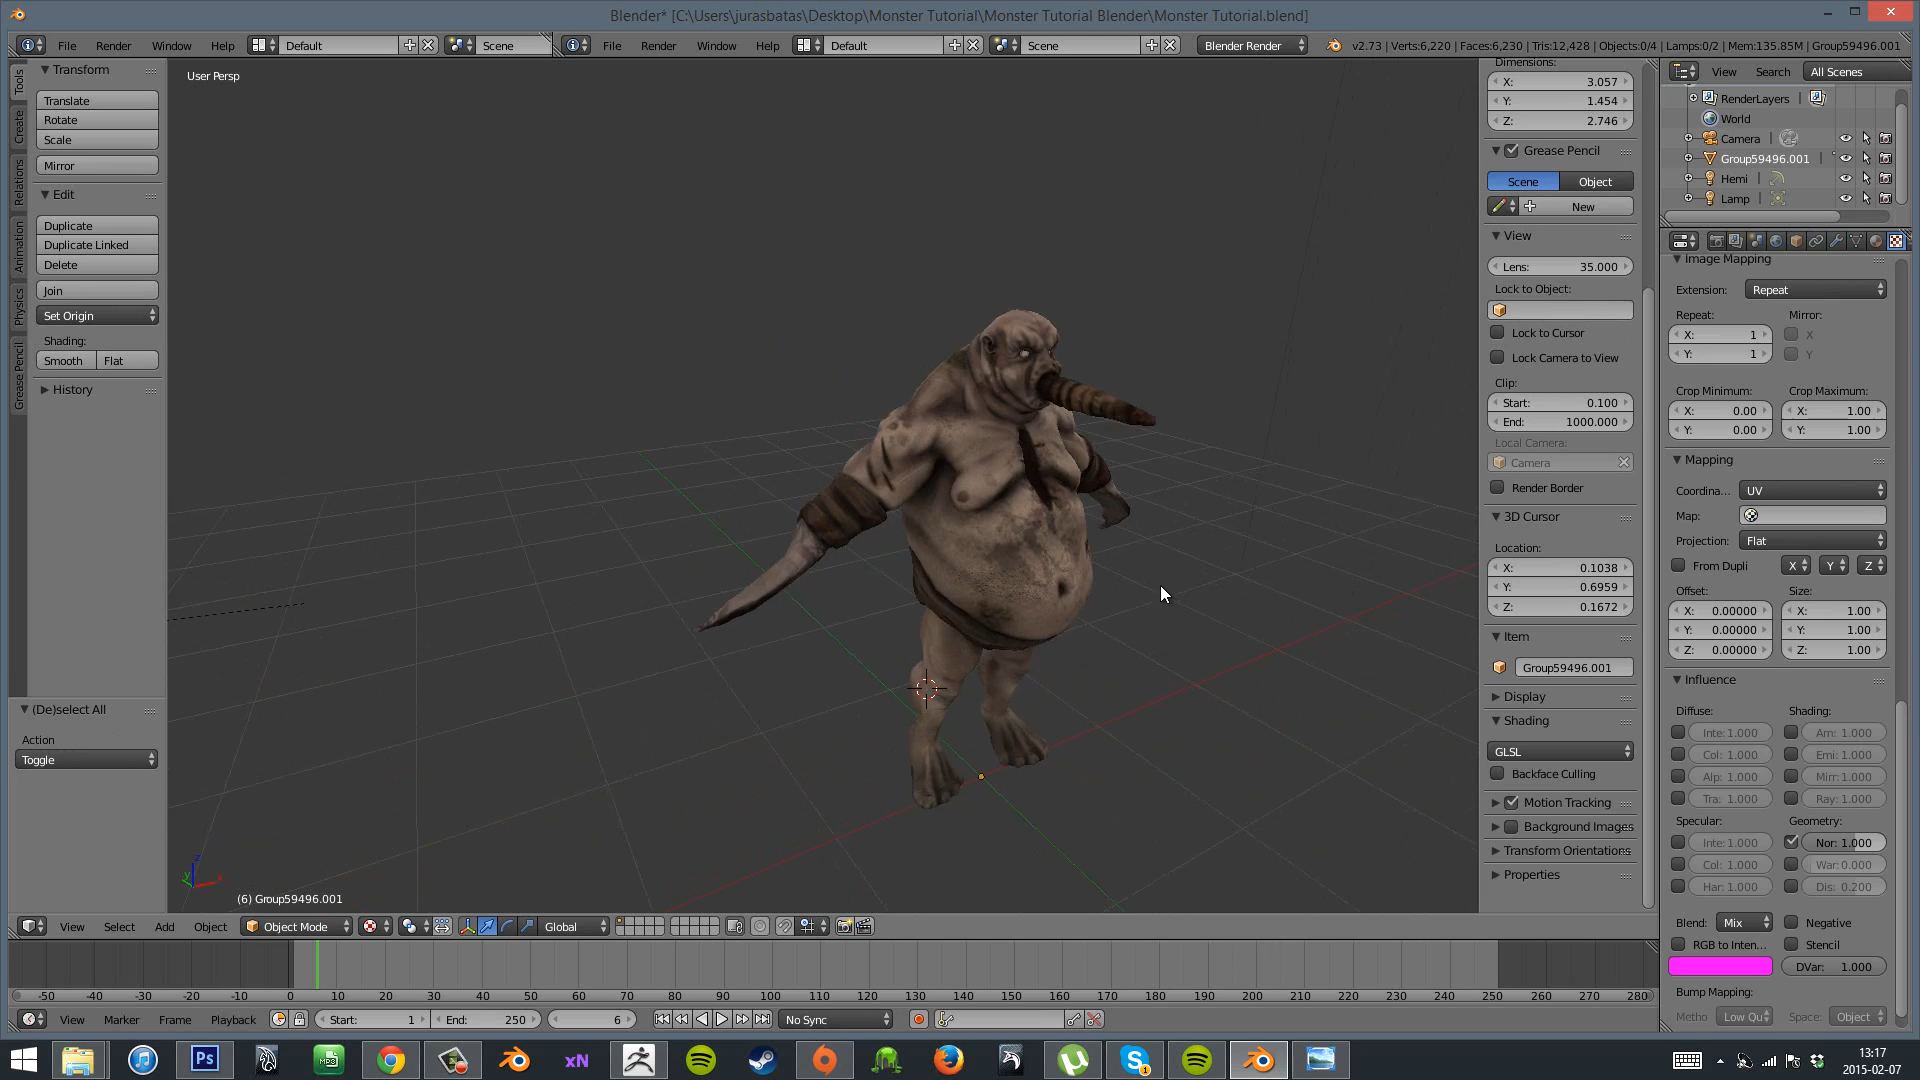 Blender* [C:\Users\jurasbatas\Desktop\Monster Tutorial\Monster Tutorial Blender\Monster Tutorial.blend]
File Render Window Help Default Scene File Render Window Help Default Scene Blender Render v2.73 | Verts:6,220 | Faces:6,230 | Tris:12,428 | Objects:0/4 | Lamps:0/2 | Mem:135.85M | Group59496.001
Tools
Create
Relations
Animation
Physics
Grease Pencil
Transform
Translate
Rotate
Scale
Mirror
Edit
Duplicate
Duplicate Linked
Delete
Join
Set Origin
Shading:
Smooth Flat
History
(De)select All
Action
Toggle
User Persp
z
y
x
(6) Group59496.001
Dimensions:
X: 3.057
Y: 1.454
Z: 2.746
Grease Pencil
Scene Object
New
View
Lens: 35.000
Lock to Object:
Lock to Cursor
Lock Camera to View
Clip:
Start: 0.100
End: 1000.000
Local Camera:
Camera
Render Border
3D Cursor
Location:
X: 0.1038
Y: 0.6959
Z: 0.1672
Item
Group59496.001
Display
Shading
GLSL
Backface Culling
Motion Tracking
Background Images
Transform Orientations
Properties
View Search All Scenes
RenderLayers
World
Camera
Group59496.001
Hemi
Lamp
Image Mapping
Extension: Repeat
Repeat: Mirror:
X: 1 X
Y: 1 Y
Crop Minimum: Crop Maximum:
X: 0.00 X: 1.00
Y: 0.00 Y: 1.00
Mapping
Coordina... UV
Map:
Projection: Flat
From Dupli X Y Z
Offset: Size:
X: 0.00000 X: 1.00
Y: 0.00000 Y: 1.00
Z: 0.00000 Z: 1.00
Influence
Diffuse: Shading:
Inte: 1.000 Am: 1.000
Col: 1.000 Emi: 1.000
Alp: 1.000 Mirr: 1.000
Tra: 1.000 Ray: 1.000
Specular: Geometry:
Inte: 1.000 Nor: 1.000
Col: 1.000 War: 0.000
Har: 1.000 Dis: 0.200
Blend: Mix Negative
RGB to Inten... Stencil
DVar: 1.000
Bump Mapping:
Metho Low Qu Space: Object
View Select Add Object Object Mode Global
-50 -40 -30 -20 -10 0 10 20 30 40 50 60 70 80 90 100 110 120 130 140 150 160 170 180 190 200 210 220 230 240 250 260 270 280
View Marker Frame Playback Start: 1 End: 250 6 No Sync
Ps MP3 xN S 1
13:17
2015-02-07